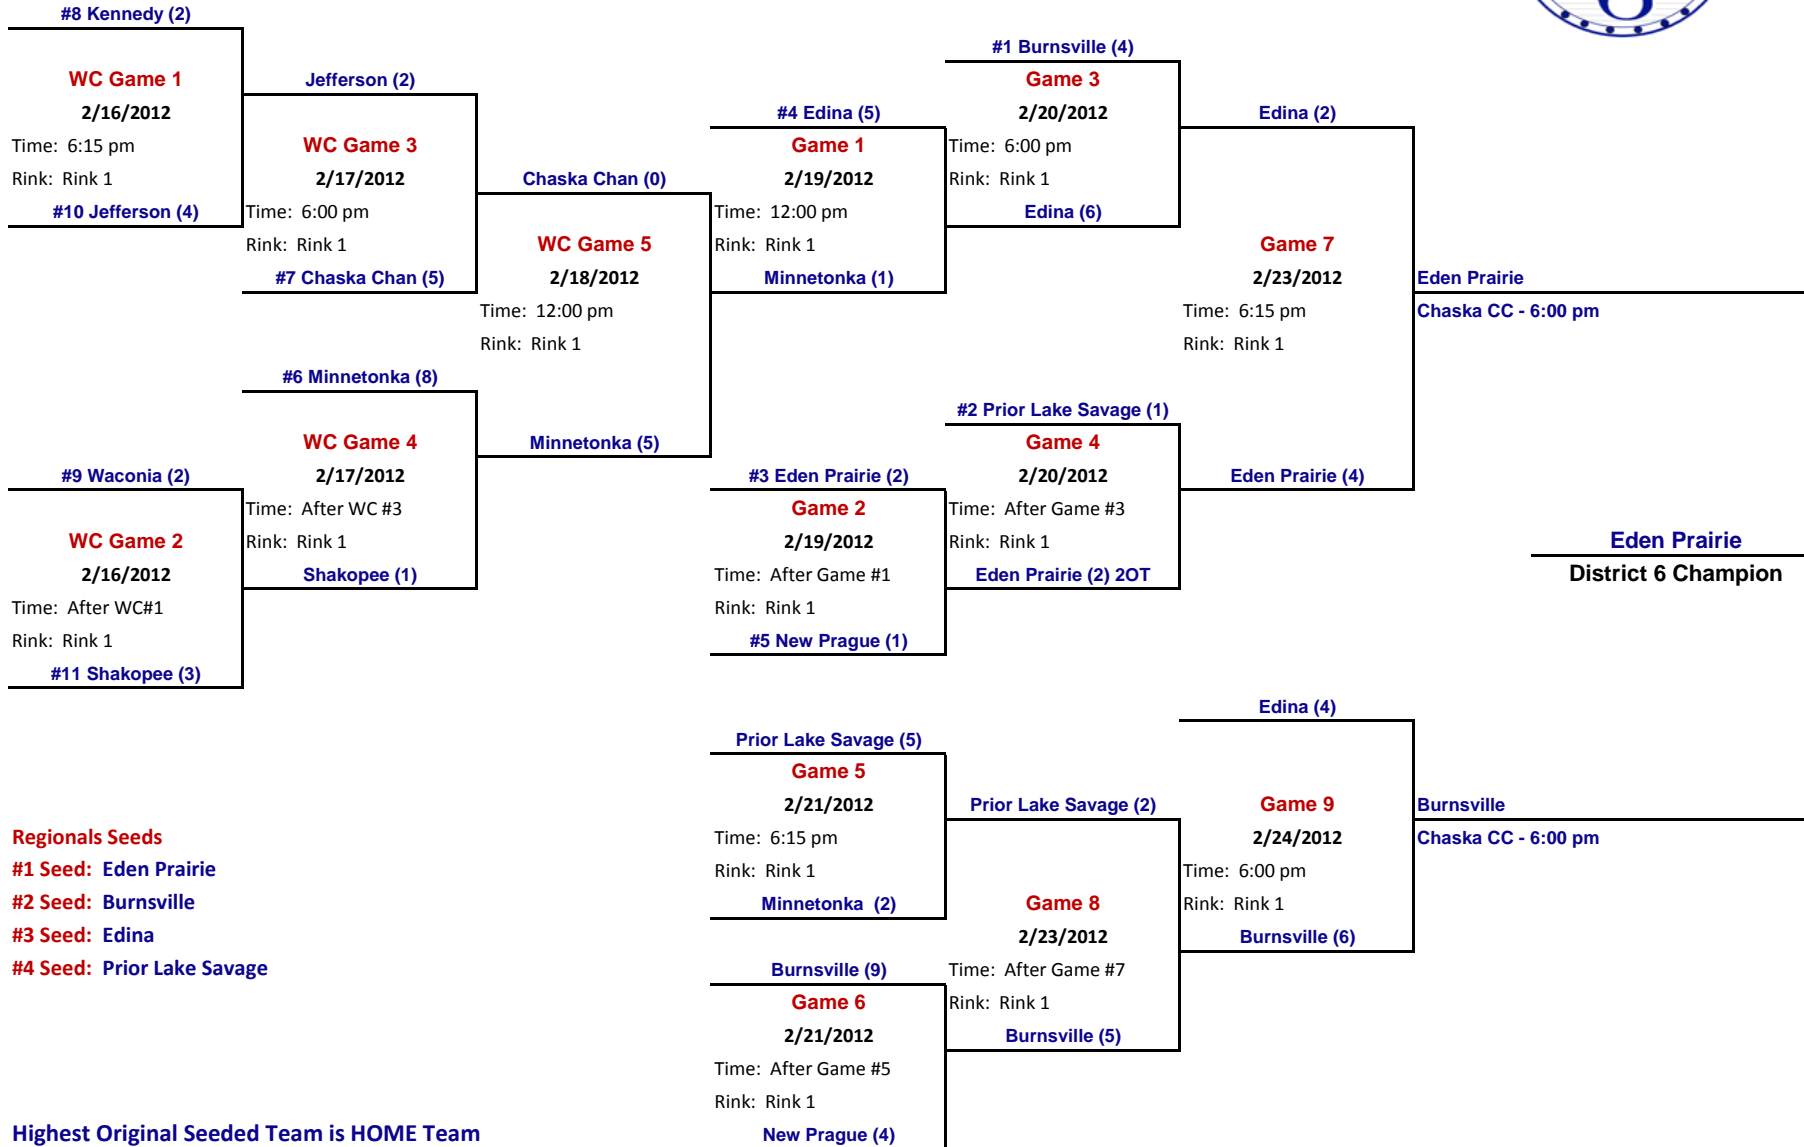 #8 Kennedy (2)
WC Game 1
2/16/2012
Time: 6:15 pm
Rink: Rink 1
#10 Jefferson (4)
#9 Waconia (2)
WC Game 2
2/16/2012
Time: After WC#1
Rink: Rink 1
#11 Shakopee (3)
Jefferson (2)
WC Game 3
2/17/2012
Time: 6:00 pm
Rink: Rink 1
#7 Chaska Chan (5)
#6 Minnetonka (8)
WC Game 4
2/17/2012
Time: After WC #3
Rink: Rink 1
Shakopee (1)
Chaska Chan (0)
WC Game 5
2/18/2012
Time: 12:00 pm
Rink: Rink 1
Minnetonka (5)
#4 Edina (5)
Game 1
2/19/2012
Time: 12:00 pm
Rink: Rink 1
Minnetonka (1)
#3 Eden Prairie (2)
Game 2
2/19/2012
Time: After Game #1
Rink: Rink 1
#5 New Prague (1)
#1 Burnsville (4)
Game 3
2/20/2012
Time: 6:00 pm
Rink: Rink 1
Edina (6)
#2 Prior Lake Savage (1)
Game 4
2/20/2012
Time: After Game #3
Rink: Rink 1
Eden Prairie (2) 2OT
6
Edina (2)
Game 7
2/23/2012
Time: 6:15 pm
Rink: Rink 1
Eden Prairie (4)
Eden Prairie
Chaska CC - 6:00 pm
Eden Prairie
District 6 Champion
Prior Lake Savage (5)
Game 5
2/21/2012
Time: 6:15 pm
Rink: Rink 1
Minnetonka (2)
Burnsville (9)
Game 6
2/21/2012
Time: After Game #5
Rink: Rink 1
New Prague (4)
Prior Lake Savage (2)
Game 8
2/23/2012
Time: After Game #7
Rink: Rink 1
Burnsville (5)
Edina (4)
Game 9
2/24/2012
Time: 6:00 pm
Rink: Rink 1
Burnsville (6)
Burnsville
Chaska CC - 6:00 pm
Regionals Seeds
#1 Seed: Eden Prairie
#2 Seed: Burnsville
#3 Seed: Edina
#4 Seed: Prior Lake Savage
Highest Original Seeded Team is HOME Team